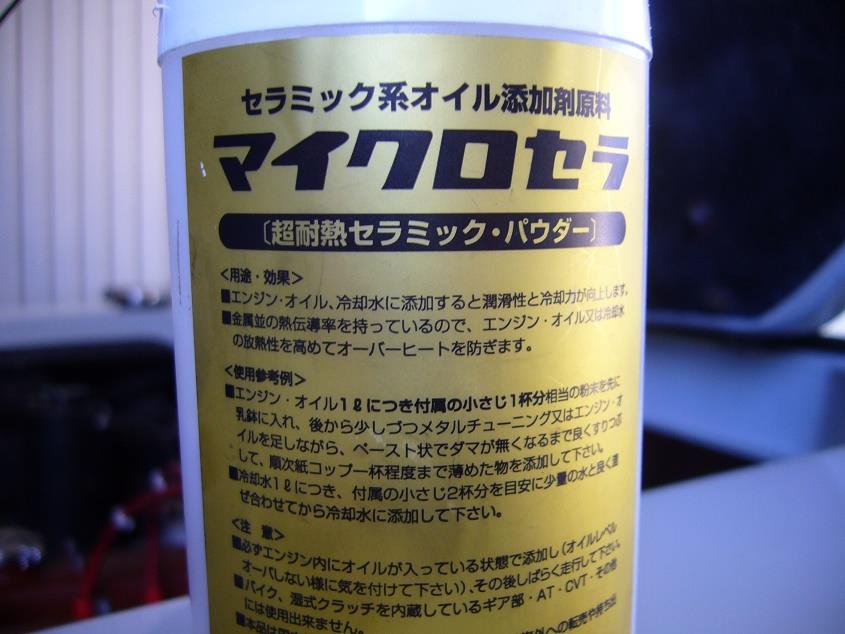 セラミック系オイル添加剤原料
マイクロセラ
〔超耐熱セラミック・パウダー〕
＜用途・効果＞
■エンジン・オイル、冷却水に添加すると潤滑性と冷却力が向上します。
■金属並の熱伝導率を持っているので、エンジン・オイル又は冷却水
の放熱性を高めてオーバーヒートを防ぎます。
＜使用参考例＞
■エンジン・オイル1ℓにつき付属の小さじ1杯分相当の粉末を先に
乳鉢に入れ、後から少しづつメタルチューニング又はエンジン・オ
イルを足しながら、ペースト状でダマが無くなるまで良くすりつぶ
して、順次紙コップ一杯程度まで薄めた物を添加して下さい。
■冷却水1ℓにつき、付属の小さじ2杯分を目安に少量の水と良く混
ぜ合わせてから冷却水に添加して下さい。
＜注　意＞
■必ずエンジン内にオイルが入っている状態で添加し(オイルレベル
オーバしない様に気を付けて下さい)、その後しばらく走行して下さい。
■バイク、湿式クラッチを内蔵しているギア部・AT・CVT・その他
には使用出来ません。
■本品は